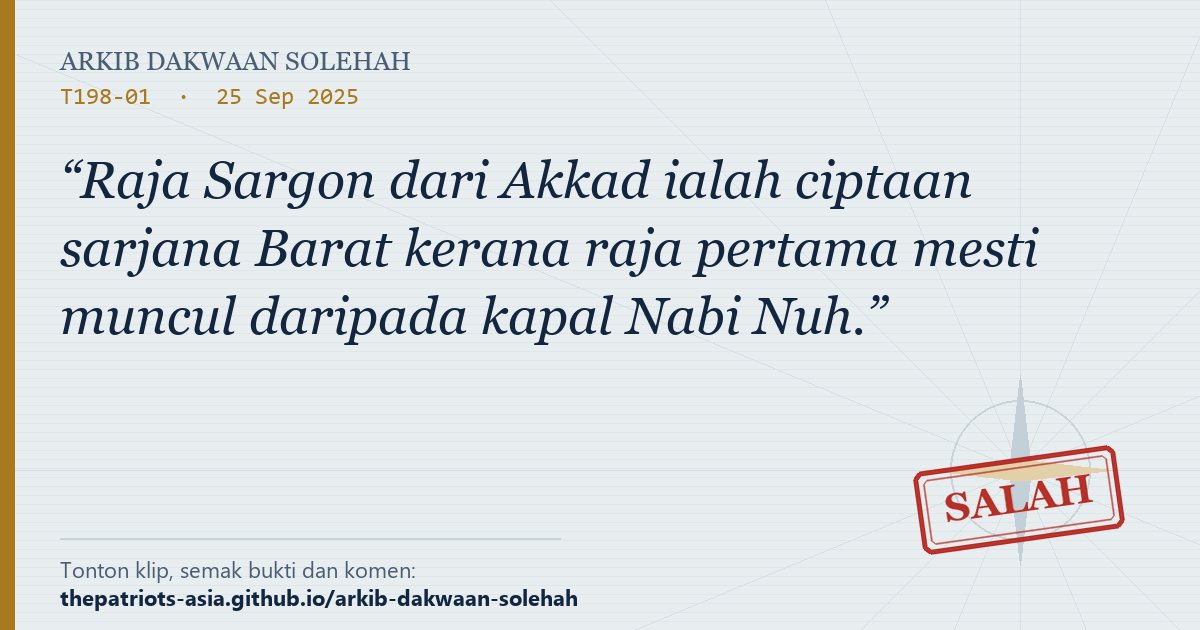 ARKIB DAKWAAN SOLEHAH
T198-01 · 25 Sep 2025
“Raja Sargon dari Akkad ialah ciptaan
sarjana Barat kerana raja pertama mesti
muncul daripada kapal Nabi Nuh.”
SALAH
Tonton klip, semak bukti dan komen:
thepatriots-asia.github.io/arkib-dakwaan-solehah